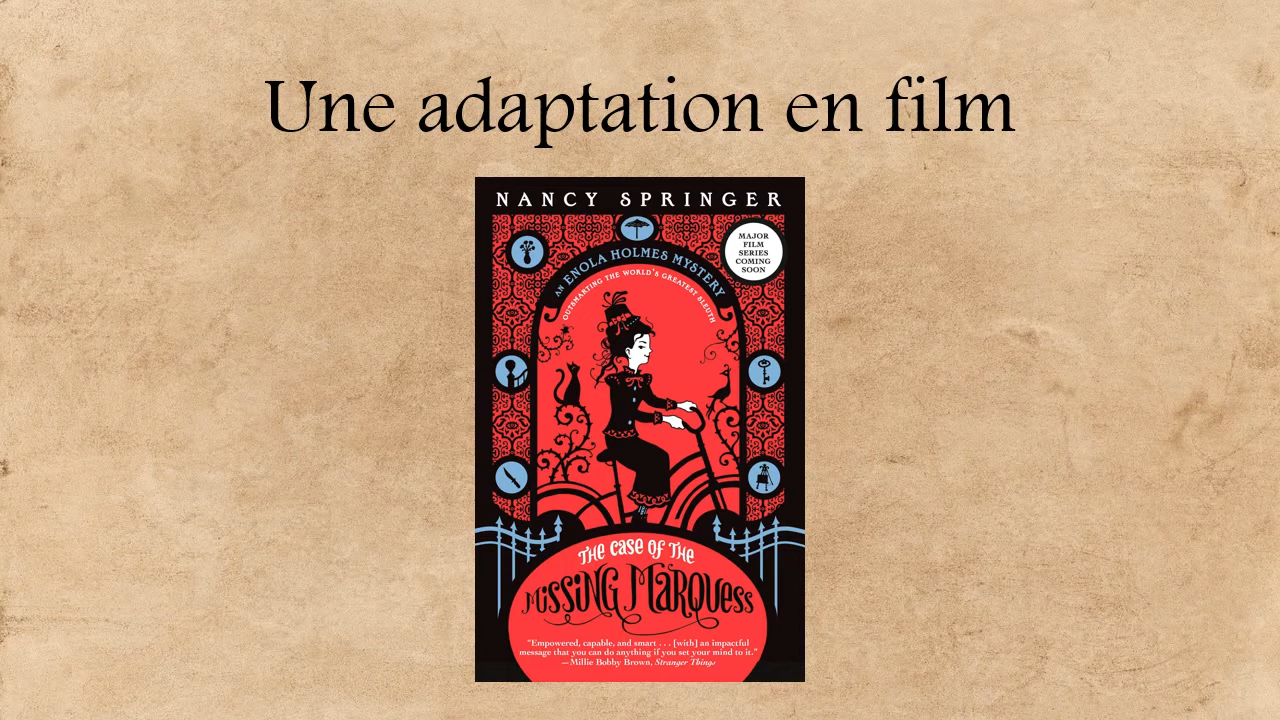 Une adaptation en film
NANCY SPRINGER
MAJOR
FILM
SERIES
COMING
SOON
AN ENOLA HOLMES MYSTERY
OUTSMARTING THE WORLD'S GREATEST SLEUTH
THE CASE OF THE
MISSING MARQUESS
"Empowered, capable, and smart . . . [with] an impactful
message that you can do anything if you set your mind to it."
—Millie Bobby Brown, Stranger Things